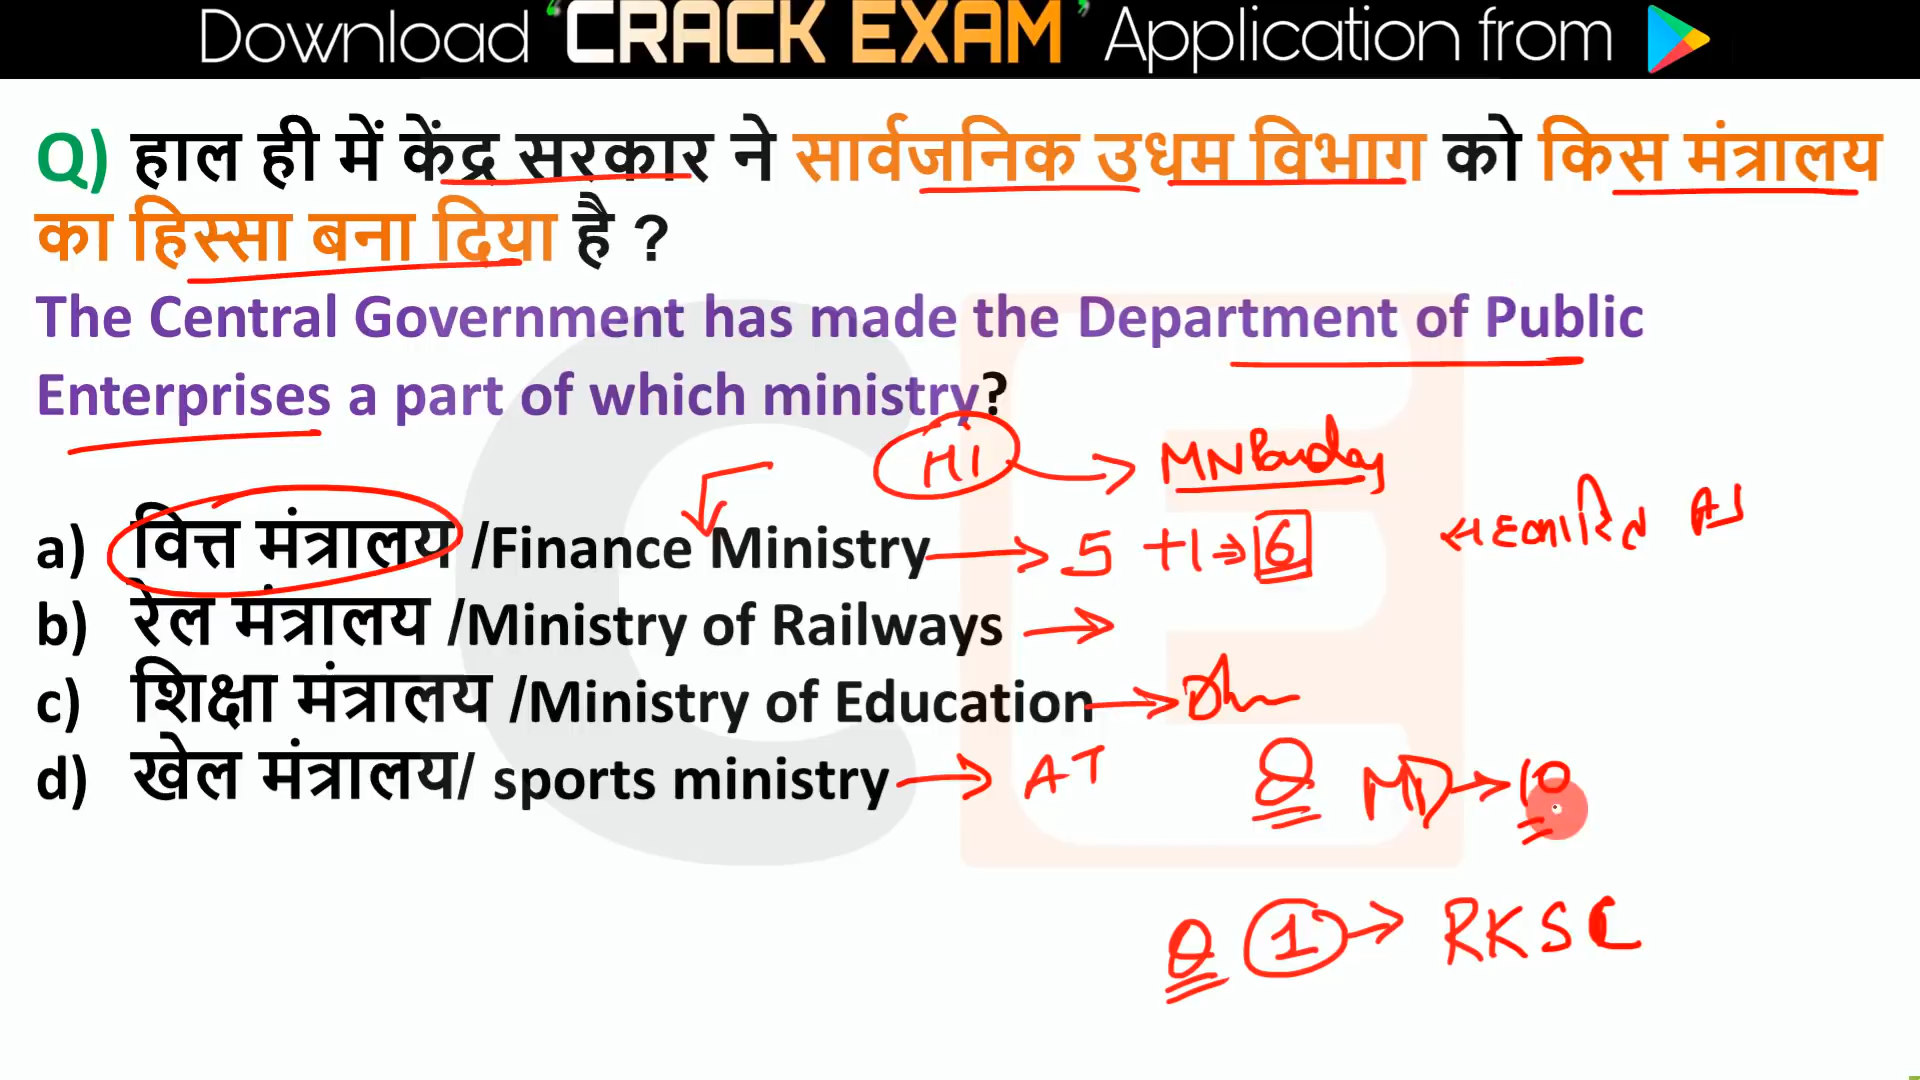 Download 'CRACK EXAM' Application from
Q) हाल ही में केंद्र सरकार ने सार्वजनिक उधम विभाग को किस मंत्रालय
का हिस्सा बना दिया है ?
The Central Government has made the Department of Public
Enterprises a part of which ministry?
HI → MN
a) वित्त मंत्रालय /Finance Ministry → 5 +1 ⇒ 6
b) रेल मंत्रालय /Ministry of Railways →
c) शिक्षा मंत्रालय /Ministry of Education →
d) खेल मंत्रालय/ sports ministry → AT
Q MD → 10
Q 1 → RKSC